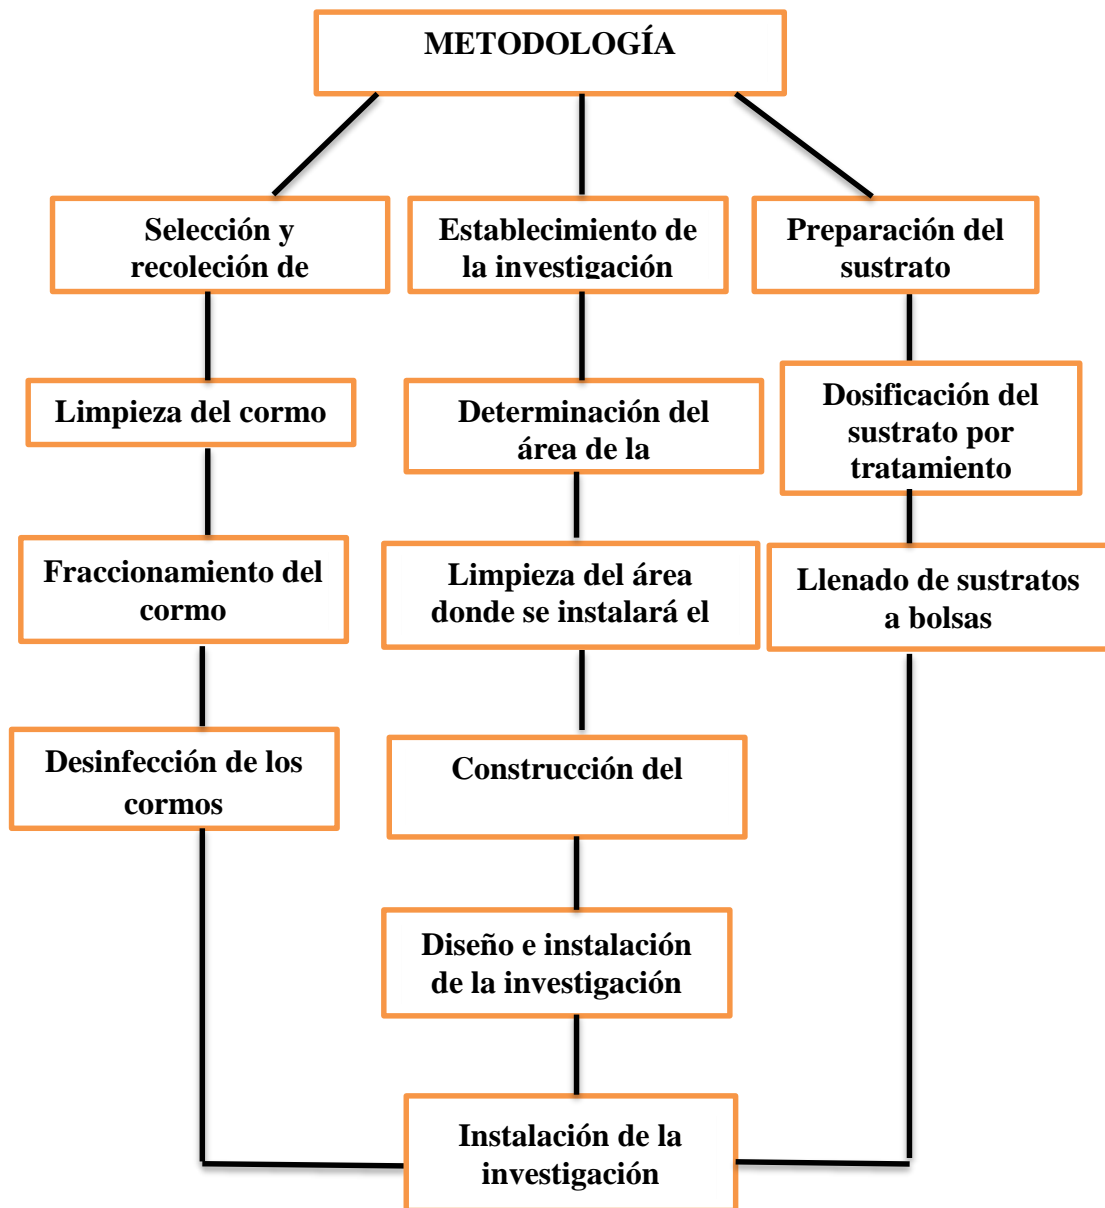 METODOLOGÍA
Selección y
recoleción de
Establecimiento de
la investigación
Preparación del
sustrato
Limpieza del cormo
Determinación del
área de la
Dosificación del
sustrato por
tratamiento
Fraccionamiento del
cormo
Limpieza del área
donde se instalará el
Llenado de sustratos
a bolsas
Desinfección de los
cormos
Construcción del
Diseño e instalación
de la investigación
Instalación de la
investigación